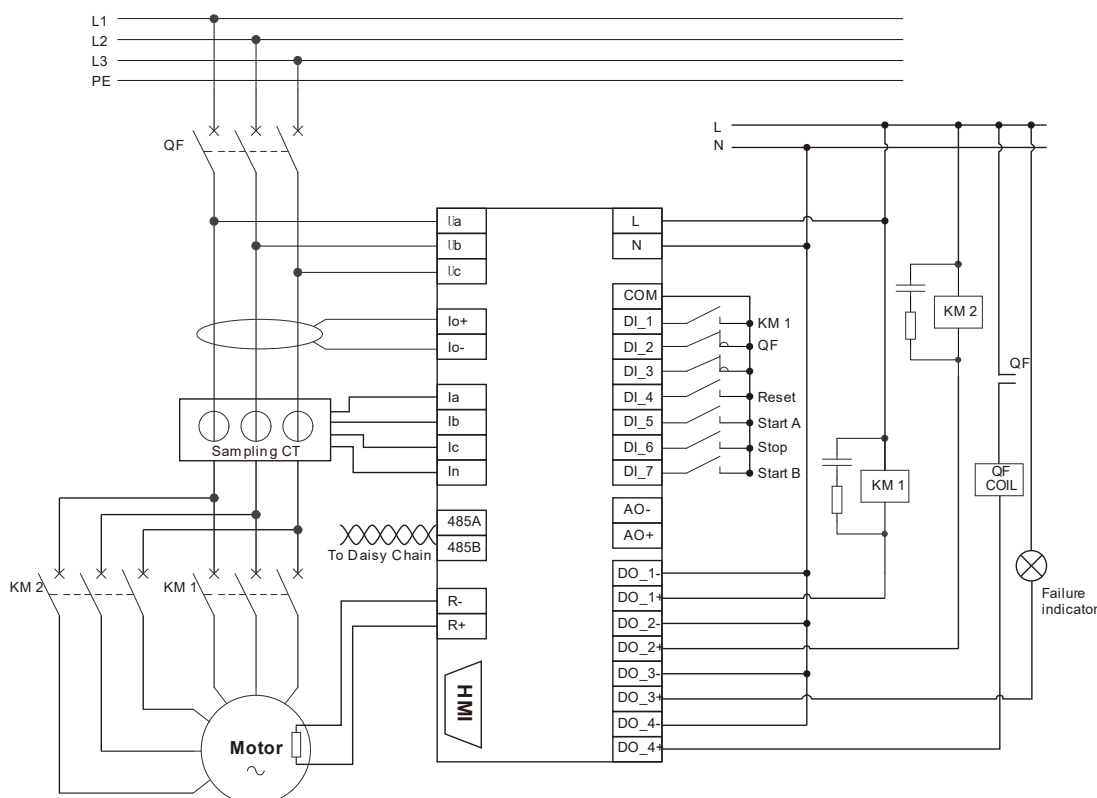 L1
L2
L3
PE
QF
L
N
Ua
Ub
Uc
Io+
Io-
Ia
Ib
Ic
In
Sampling CT
485A
485B
To Daisy Chain
R-
R+
KM 2
KM 1
HMI
Motor
L
N
COM
DI_1
DI_2
DI_3
DI_4
DI_5
DI_6
DI_7
KM 1
QF
Reset
Start A
Stop
Start B
AO-
AO+
DO_1-
DO_1+
DO_2-
DO_2+
DO_3-
DO_3+
DO_4-
DO_4+
KM 2
KM 1
QF
QF
COIL
Failure
indicator